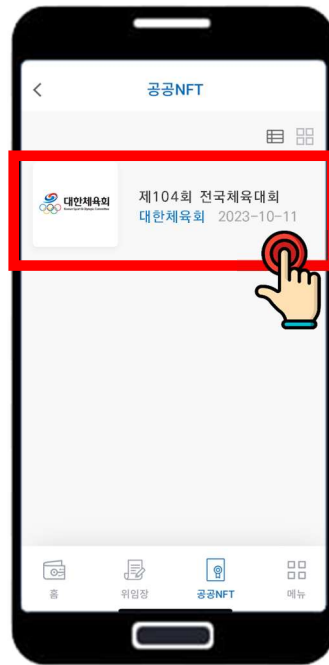 공공NFT
대한체육회
제104회 전국체육대회
대한체육회 2023-10-11
홈
위임장
공공NFT
메뉴